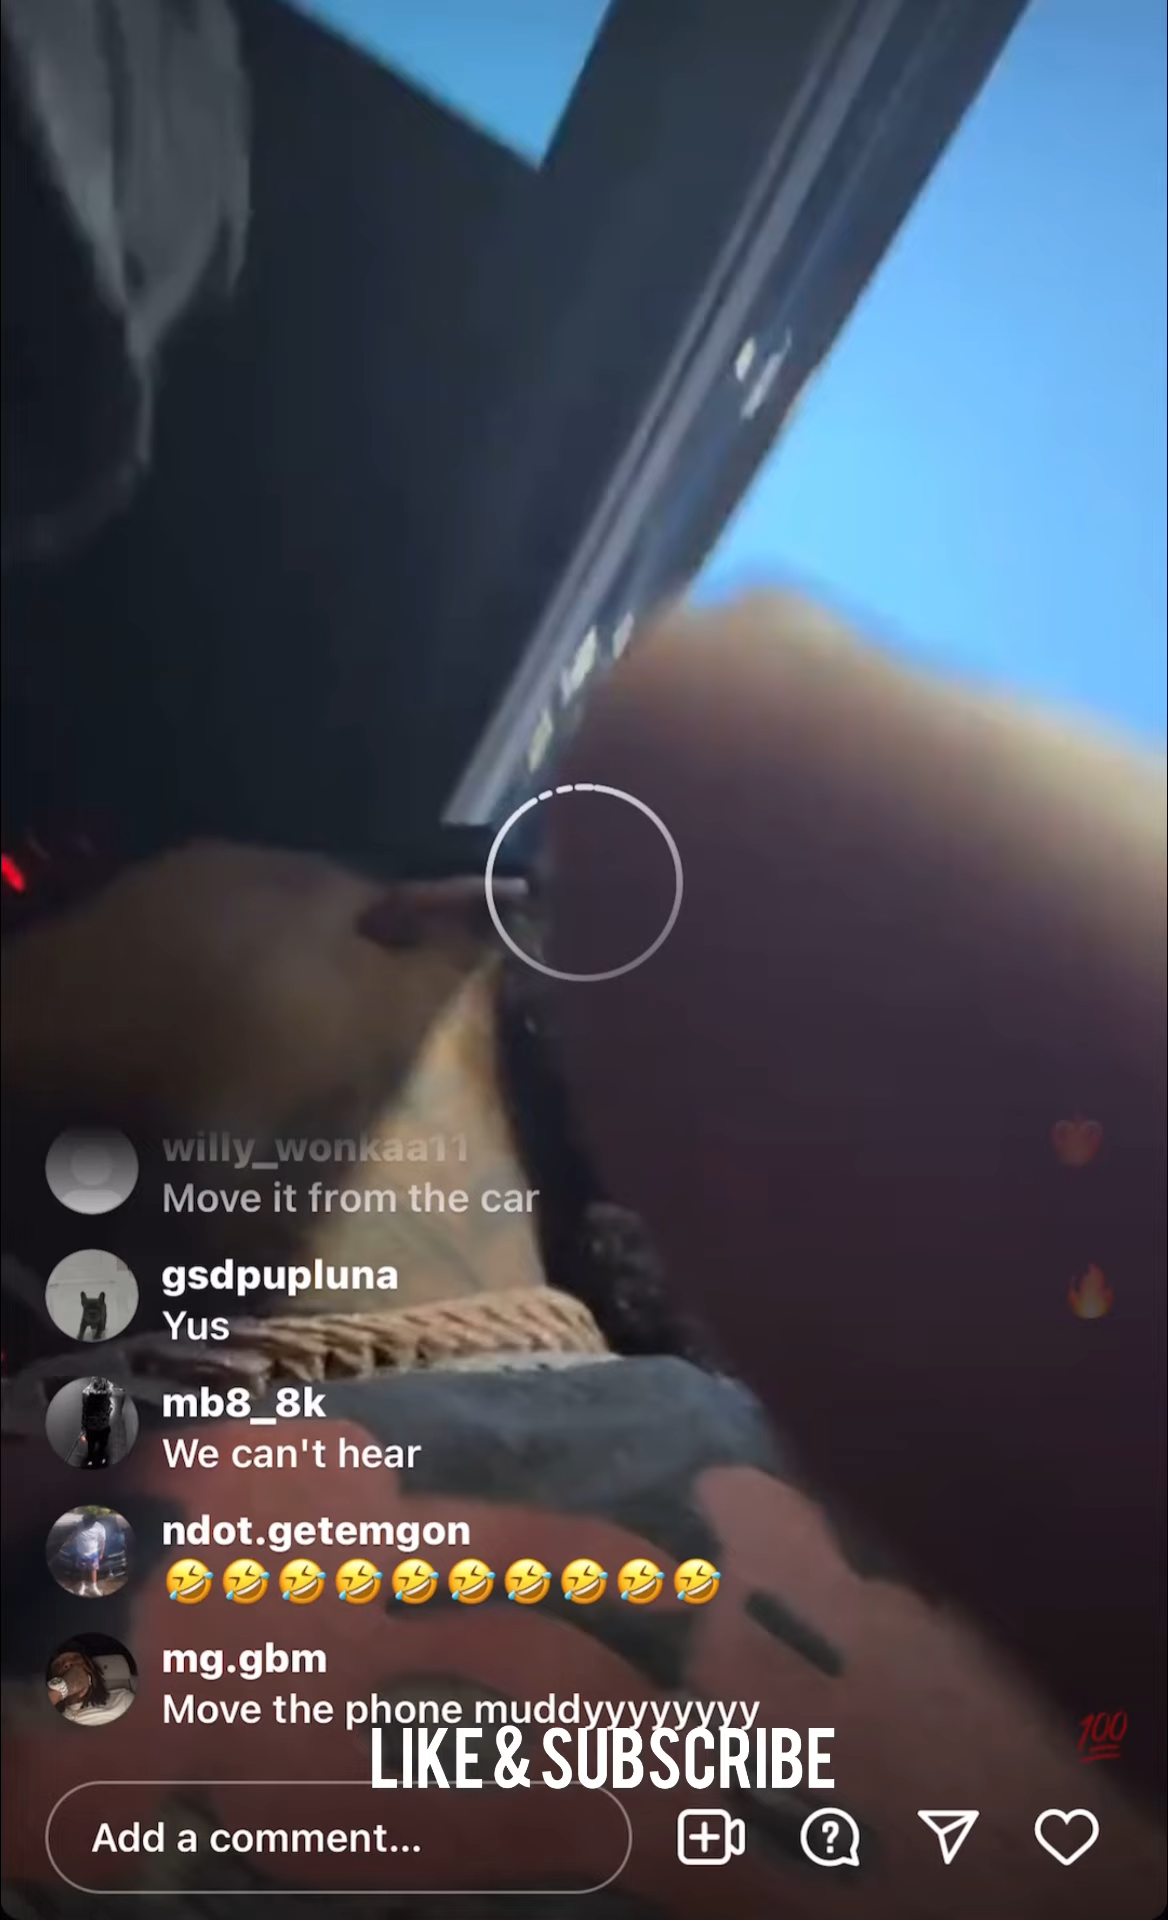 willy_wonkaa11
Move it from the car
gsdpupluna
Yus
mb8_8k
We can't hear
ndot.getemgon
🤣🤣🤣🤣🤣🤣🤣🤣🤣🤣
mg.gbm
Move the phone muddyyyyyyyy
LIKE & SUBSCRIBE
Add a comment...